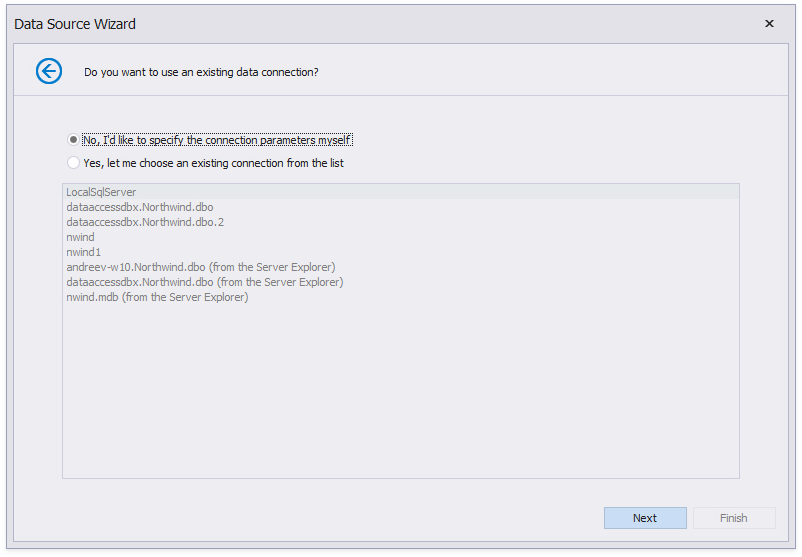 Data Source Wizard
Do you want to use an existing data connection?
No, I'd like to specify the connection parameters myself
Yes, let me choose an existing connection from the list
LocalSqlServer
dataaccessdbx.Northwind.dbo
dataaccessdbx.Northwind.dbo.2
nwind
nwind1
andreev-w10.Northwind.dbo (from the Server Explorer)
dataaccessdbx.Northwind.dbo (from the Server Explorer)
nwind.mdb (from the Server Explorer)
Next Finish